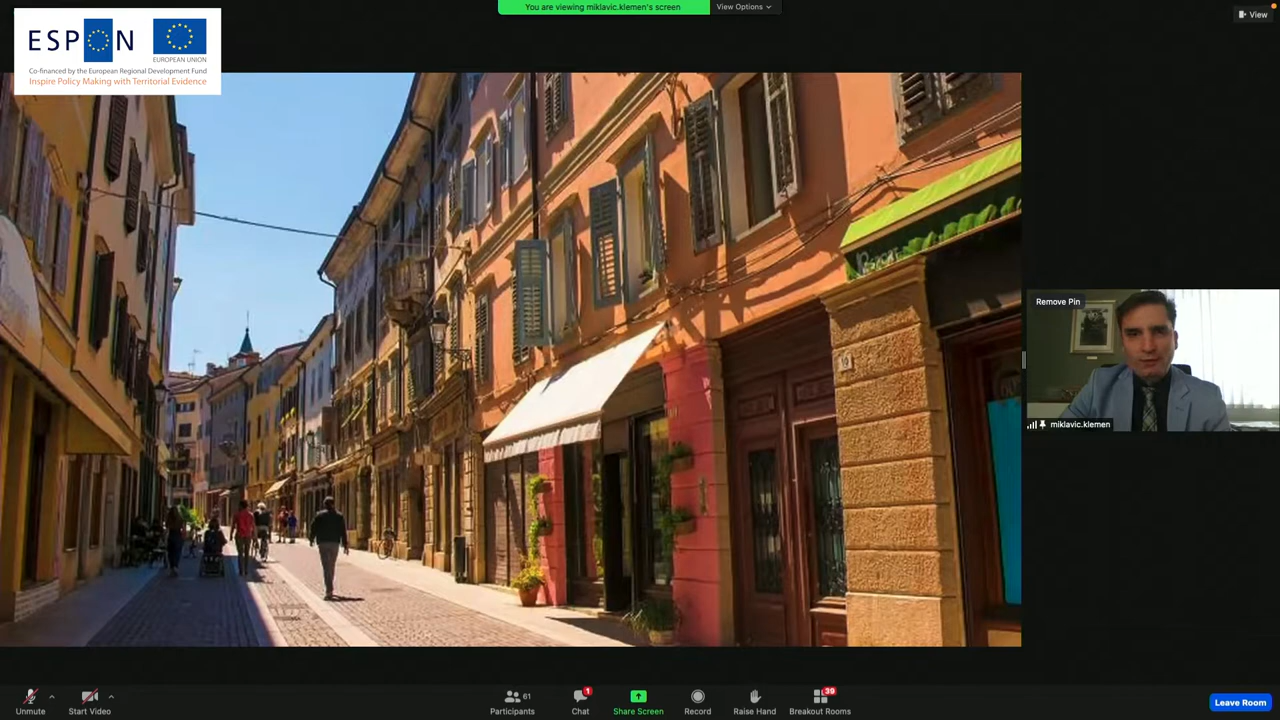 You are viewing miklavic.klemen's screen
View Options
View
ESPON
EUROPEAN UNION
Co-financed by the European Regional Development Fund
Inspire Policy Making with Territorial Evidence
Remove Pin
miklavic.klemen
Unmute
Start Video
61
Participants
1
Chat
Share Screen
Record
Raise Hand
39
Breakout Rooms
Leave Room